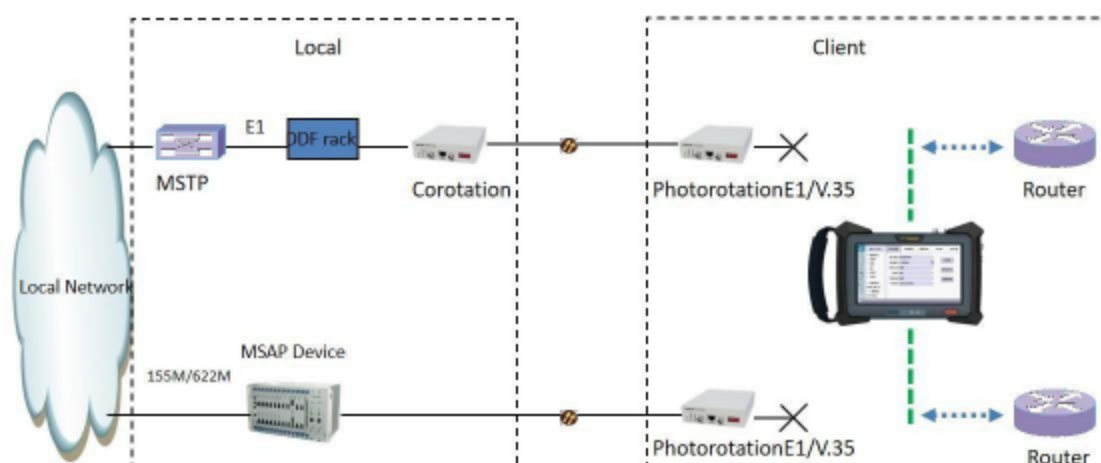 Local
Client
E1
DDF rack
MSTP
Corotation
PhotorotationE1/V.35
Router
Local Network
MSAP Device
155M/622M
PhotorotationE1/V.35
Router